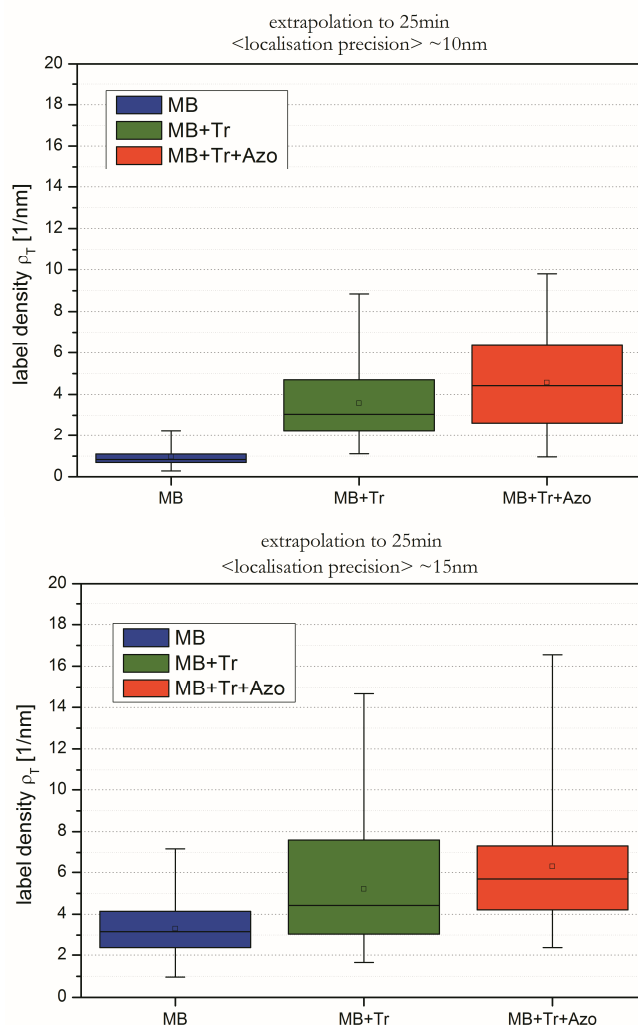 extrapolation to 25min
<localisation precision> ~10nm
20
18
16
14
12
10
8
6
4
2
0
label density ρT [1/nm]
MB
MB+Tr
MB+Tr+Azo
MB
MB+Tr
MB+Tr+Azo
extrapolation to 25min
<localisation precision> ~15nm
20
18
16
14
12
10
8
6
4
2
0
label density ρT [1/nm]
MB
MB+Tr
MB+Tr+Azo
MB
MB+Tr
MB+Tr+Azo